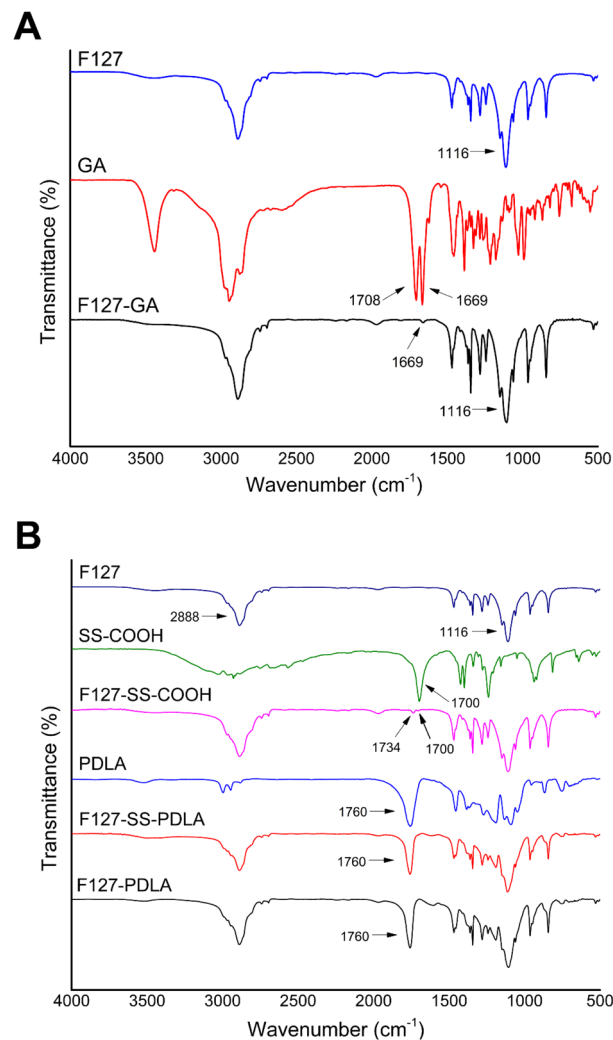 A
F127
1116
GA
1708
1669
F127-GA
1669
1116
Transmittance (%)
4000 3500 3000 2500 2000 1500 1000 500
Wavenumber (cm⁻¹)
B
F127
2888
1116
SS-COOH
1700
F127-SS-COOH
1734
1700
PDLA
1760
F127-SS-PDLA
1760
F127-PDLA
1760
Transmittance (%)
4000 3500 3000 2500 2000 1500 1000 500
Wavenumber (cm⁻¹)